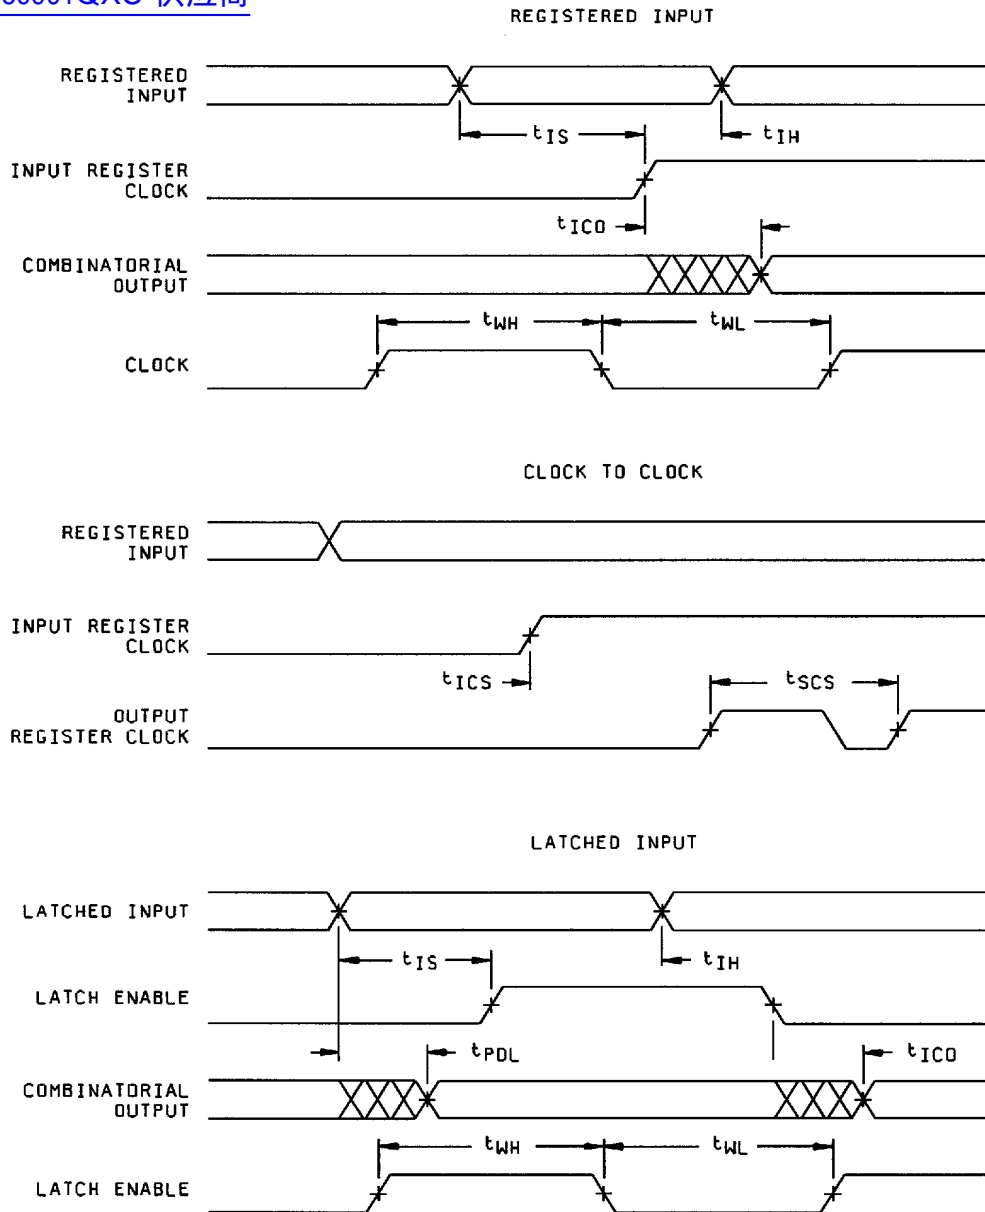 REGISTERED INPUT
REGISTERED
INPUT
tIS
tIH
INPUT REGISTER
CLOCK
tICO
COMBINATORIAL
OUTPUT
tWH
tWL
CLOCK
CLOCK TO CLOCK
REGISTERED
INPUT
INPUT REGISTER
CLOCK
tICS
tSCS
OUTPUT
REGISTER CLOCK
LATCHED INPUT
LATCHED INPUT
tIS
tIH
LATCH ENABLE
tPDL
tICO
COMBINATORIAL
OUTPUT
tWH
tWL
LATCH ENABLE